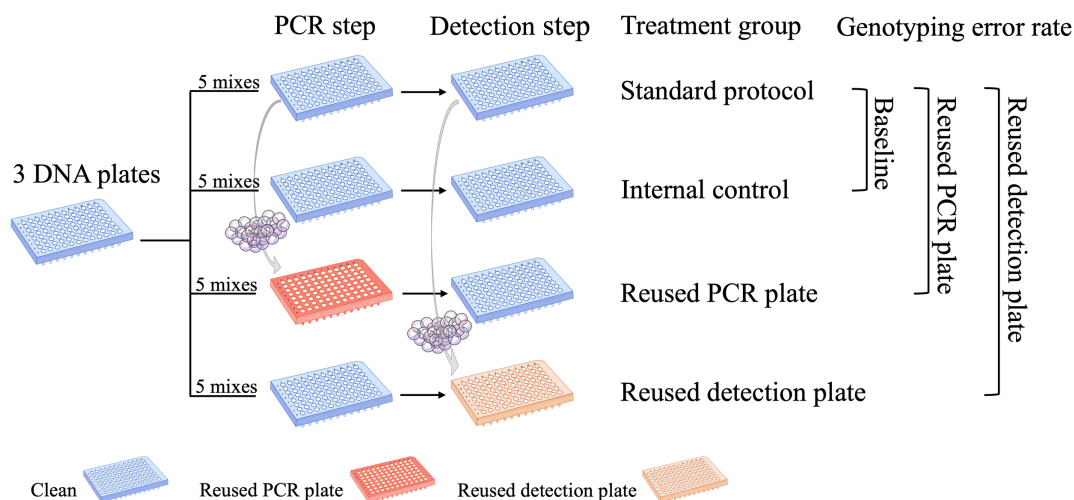 PCR step Detection step Treatment group Genotyping error rate
5 mixes
Standard protocol
3 DNA plates
5 mixes
Internal control
5 mixes
Reused PCR plate
5 mixes
Reused detection plate
Baseline
Reused PCR plate
Reused detection plate
Clean Reused PCR plate Reused detection plate